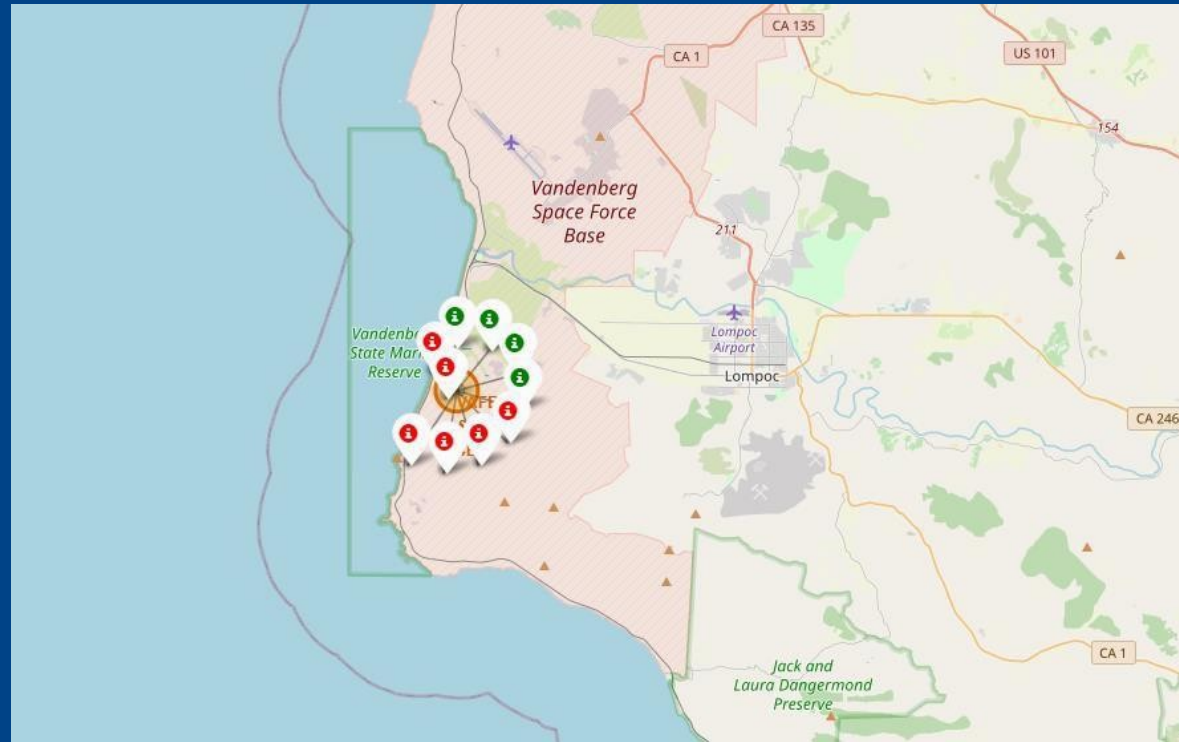 CA 135
CA 1
US 101
154
Vandenberg
Space Force
Base
211
Lompoc
Airport
Lompoc
State
Reserve
CA 246
CA 1
Jack and
Laura Dangermond
Preserve